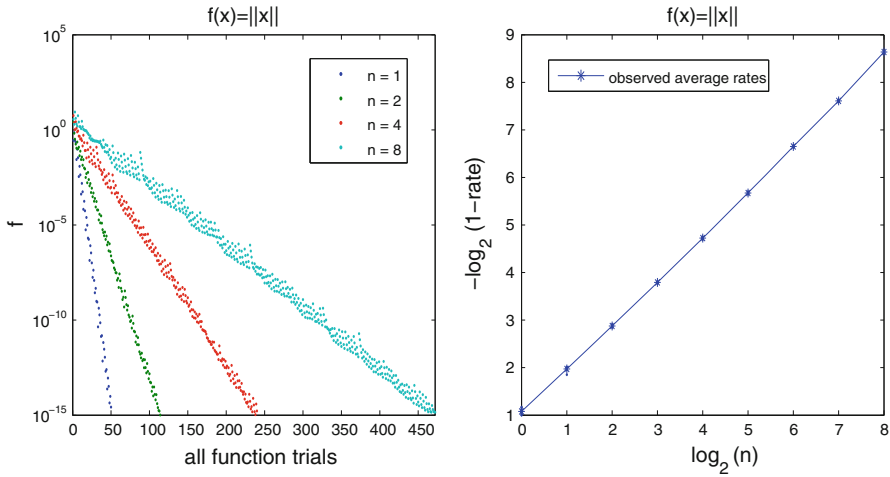 f(x)=||x||
10^5
10^0
10^−5
10^−10
10^−15
f
n = 1
n = 2
n = 4
n = 8
0 50 100 150 200 250 300 350 400 450
all function trials
f(x)=||x||
9
8
7
6
5
4
3
2
1
−log_2 (1−rate)
observed average rates
0 1 2 3 4 5 6 7 8
log_2 (n)